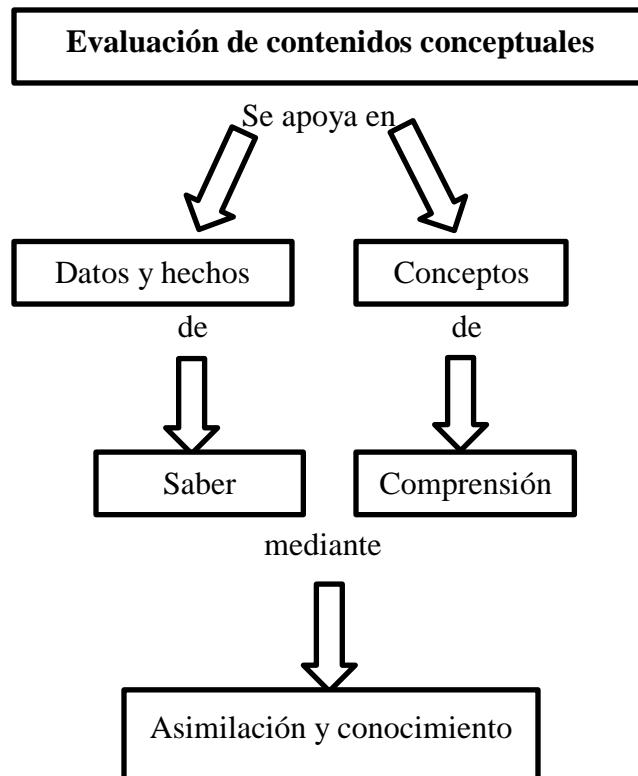 Evaluación de contenidos conceptuales
Se apoya en
Datos y hechos
Conceptos
de
de
Saber
Comprensión
mediante
Asimilación y conocimiento